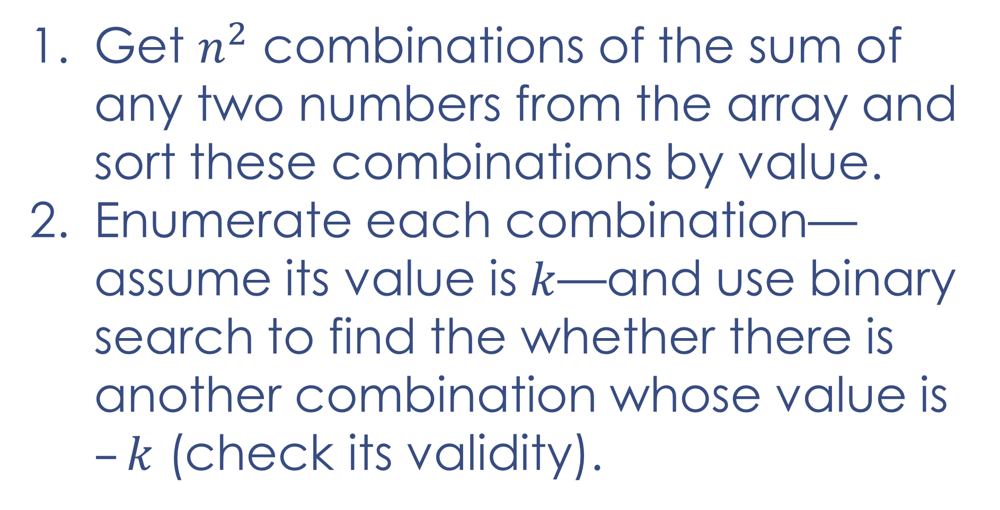 1. Get n² combinations of the sum of
any two numbers from the array and
sort these combinations by value.
2. Enumerate each combination—
assume its value is k—and use binary
search to find the whether there is
another combination whose value is
– k (check its validity).